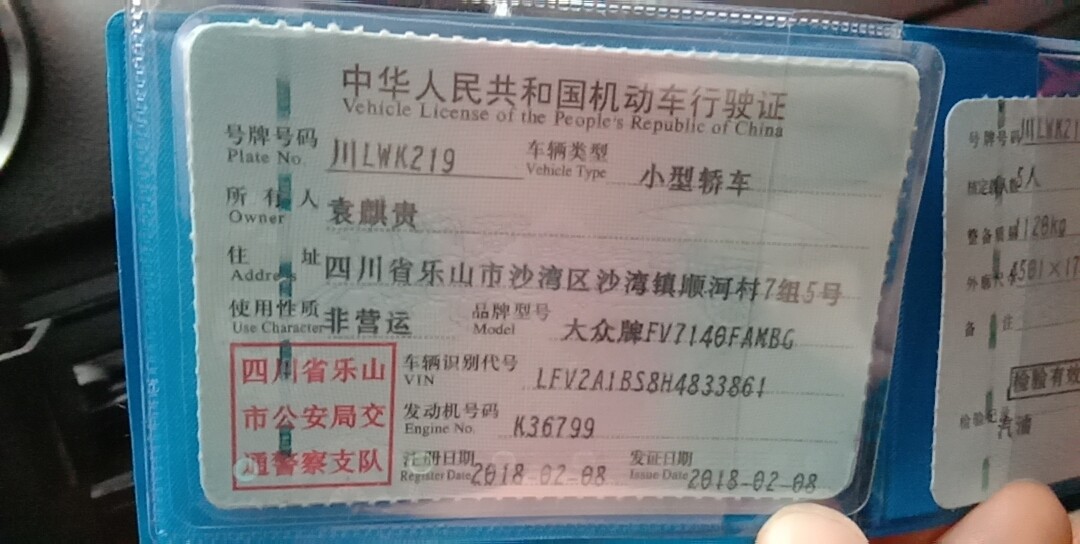 中华人民共和国机动车行驶证
Vehicle License of the People's Republic of China
号牌号码 川LWK219 车辆类型 小型轿车
Plate No. Vehicle Type
所有人 袁麒贵
Owner
住址 四川省乐山市沙湾区沙湾镇顺河村7组5号
Address
使用性质 非营运 品牌型号 大众牌FV7140FAMBG
Use Character Model
四川省乐山
市公安局交
通警察支队
车辆识别代号 LFV2A1BS8H4833861
VIN
发动机号码 K36799
Engine No.
注册日期 2018-02-08 发证日期 2018-02-08
Register Date Issue Date
号牌号码 川LWK21
5人
整备质量
4501×17
备注
检验有效
检验记录
汽油